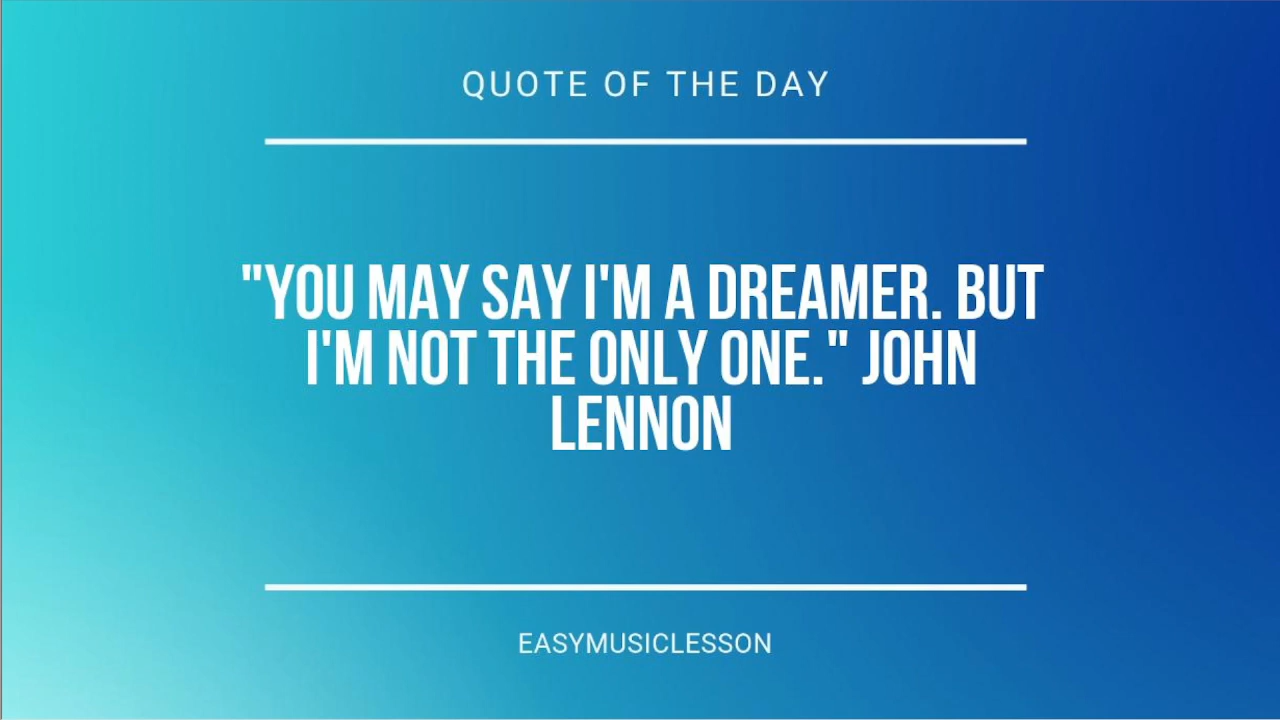 QUOTE OF THE DAY
"YOU MAY SAY I'M A DREAMER. BUT
I'M NOT THE ONLY ONE." JOHN
LENNON
EASYMUSICLESSON